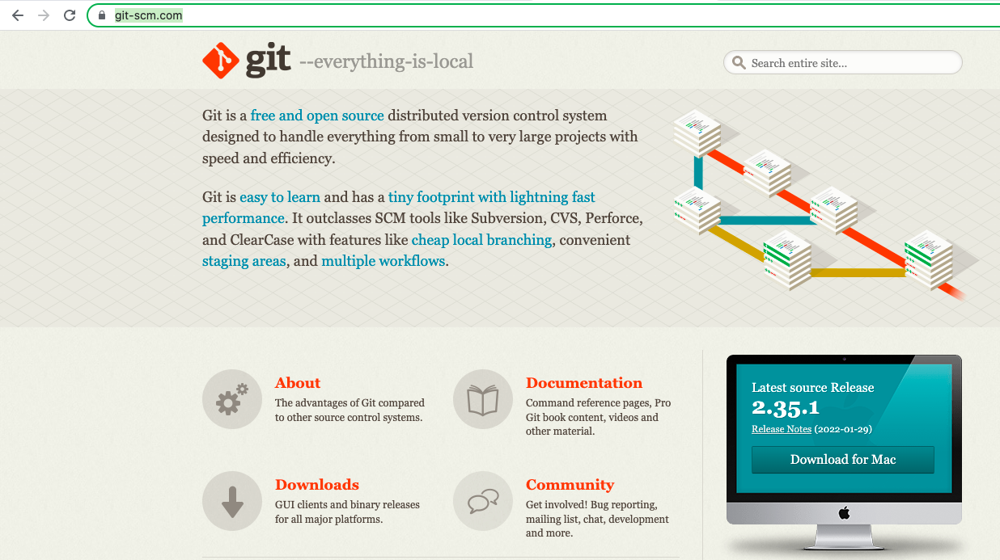 git-scm.com
git --everything-is-local
Search entire site...
Git is a free and open source distributed version control system
designed to handle everything from small to very large projects with
speed and efficiency.
Git is easy to learn and has a tiny footprint with lightning fast
performance. It outclasses SCM tools like Subversion, CVS, Perforce,
and ClearCase with features like cheap local branching, convenient
staging areas, and multiple workflows.
About
The advantages of Git compared
to other source control systems.
Documentation
Command reference pages, Pro
Git book content, videos and
other material.
Downloads
GUI clients and binary releases
for all major platforms.
Community
Get involved! Bug reporting,
mailing list, chat, development
and more.
Latest source Release
2.35.1
Release Notes (2022-01-29)
Download for Mac